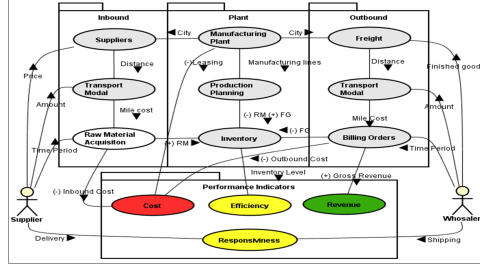 Inbound
Plant
Outbound
Suppliers
City
Manufacturing
Plant
City
Freight
Price
Distance
(-)Leasing
Manufacturing lines
Distance
Finished good
Transport
Modal
Production
Planning
Transport
Modal
Amount
Amount
Mile cost
(-) RM (+) FG
Mile Cost
Raw Material
Acquisiton
(+) RM
Inventory
(-) FG
Billing Orders
Time Period
Time Period
(-) Outbound Cost
Inventory Level
(-) Inbound Cost
Performance Indicators
(+) Gross Revenue
Cost
Efficiency
Revenue
Supplier
Whosaler
Delivery
Responsiviness
Shipping